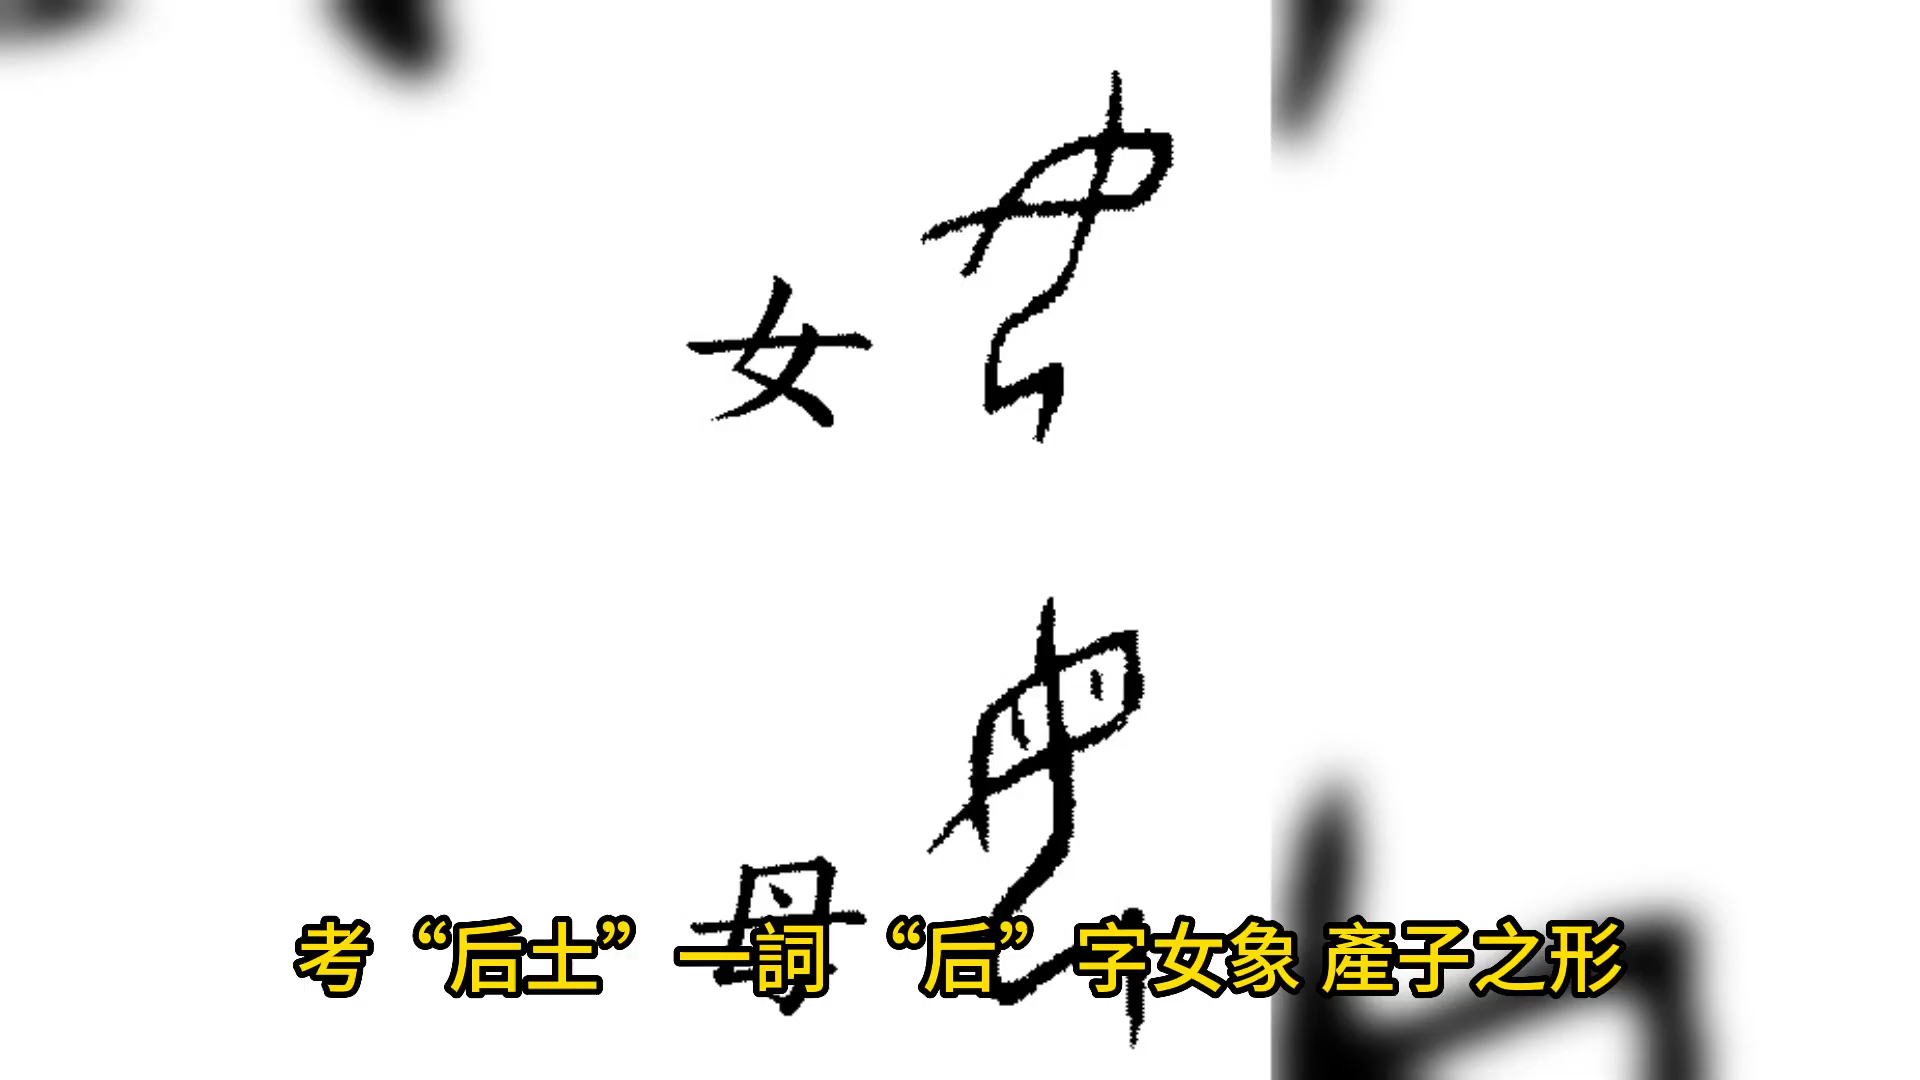 女
母
考“后土”一詞 “后”字女象 產子之形